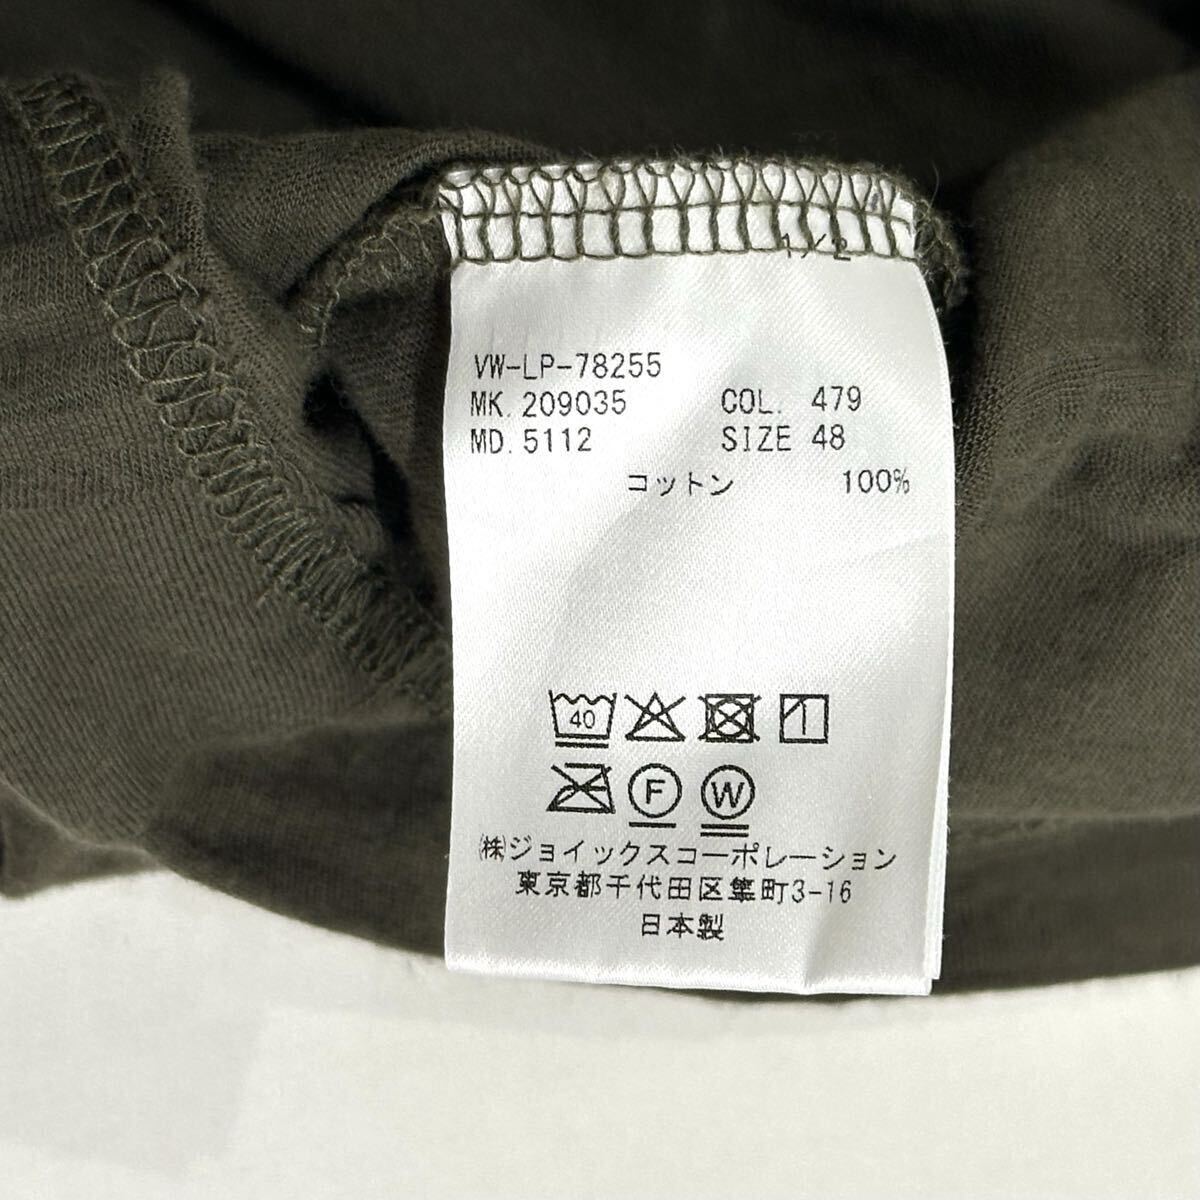 1/2
VW-LP-78255
MK. 209035 COL. 479
MD. 5112 SIZE 48
コットン 100%
40
F W
㈱ジョイックスコーポレーション
東京都千代田区隼町3-16
日本製